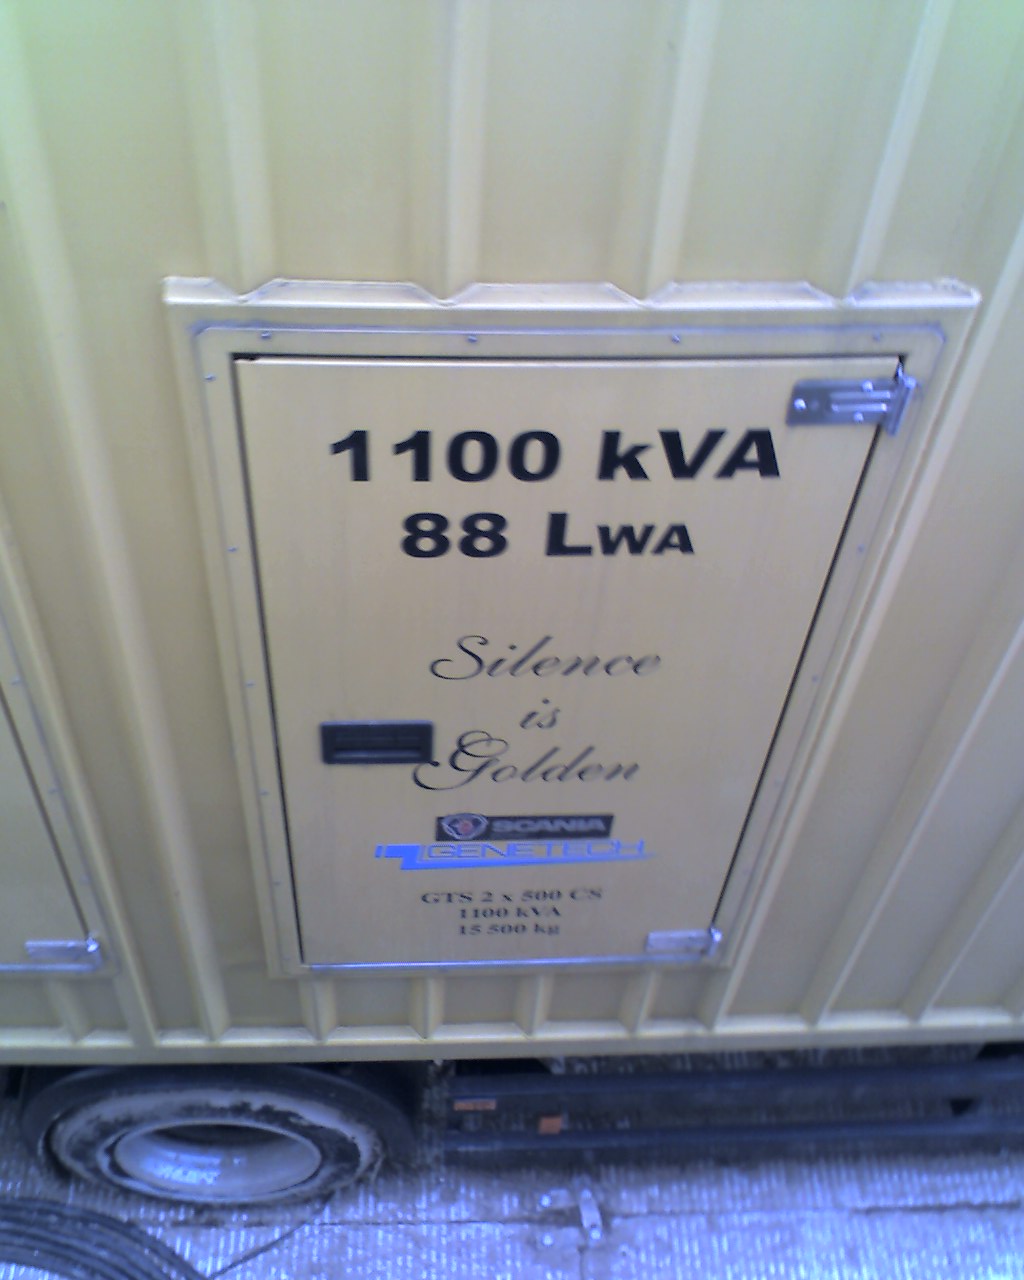 1100 kVA
88 LWA
Silence
is
Golden
SCANIA
GENETECH
GTS 2 x 500 CS
1100 kVA
15 500 kg